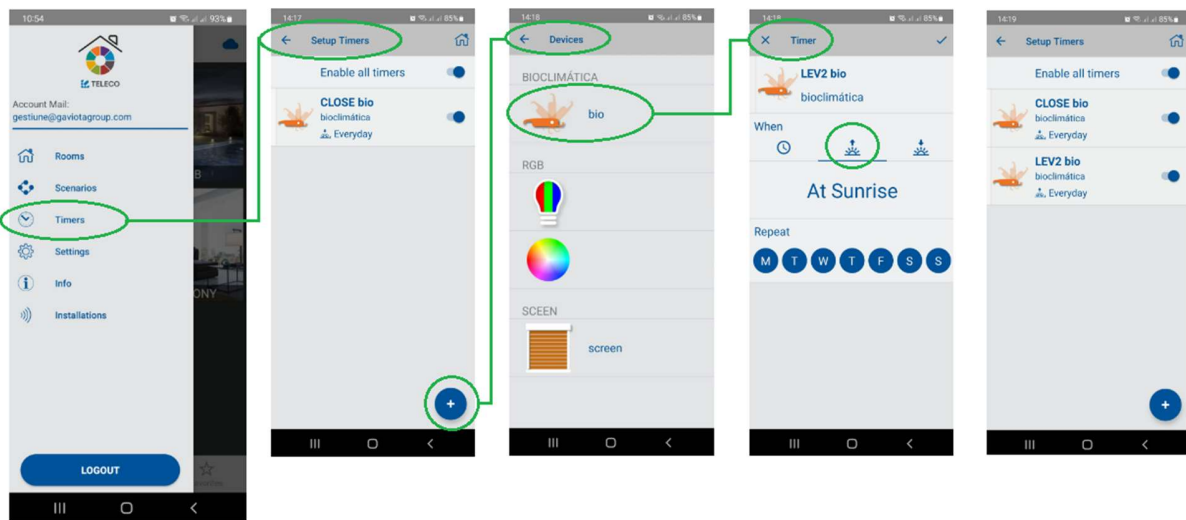 10:54
93%
TELECO
Account Mail:
gestiune@gaviotagroup.com
Rooms
Scenarios
Timers
Settings
Info
Installations
LOGOUT
B
ONY
14:17
85%
Setup Timers
Enable all timers
CLOSE bio
bioclimática
Everyday
+
14:18
85%
Devices
BIOCLIMÁTICA
bio
RGB
SCEEN
screen
14:18
85%
Timer
LEV2 bio
bioclimática
When
At Sunrise
Repeat
M T W T F S S
14:19
85%
Setup Timers
Enable all timers
CLOSE bio
bioclimática
Everyday
LEV2 bio
bioclimática
Everyday
+